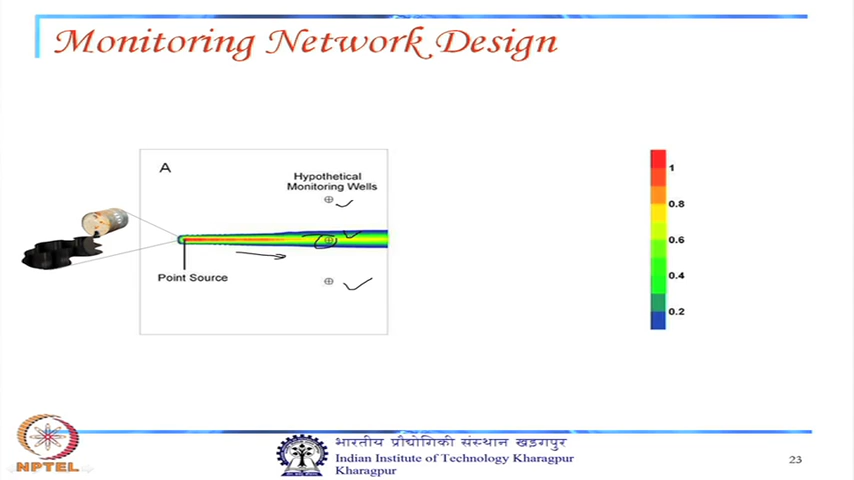 Monitoring Network Design
A
Hypothetical
Monitoring Wells
Point Source
1
0.8
0.6
0.4
0.2
NPTEL
भारतीय प्रौद्योगिकी संस्थान खड़गपुर
Indian Institute of Technology Kharagpur
Kharagpur
23